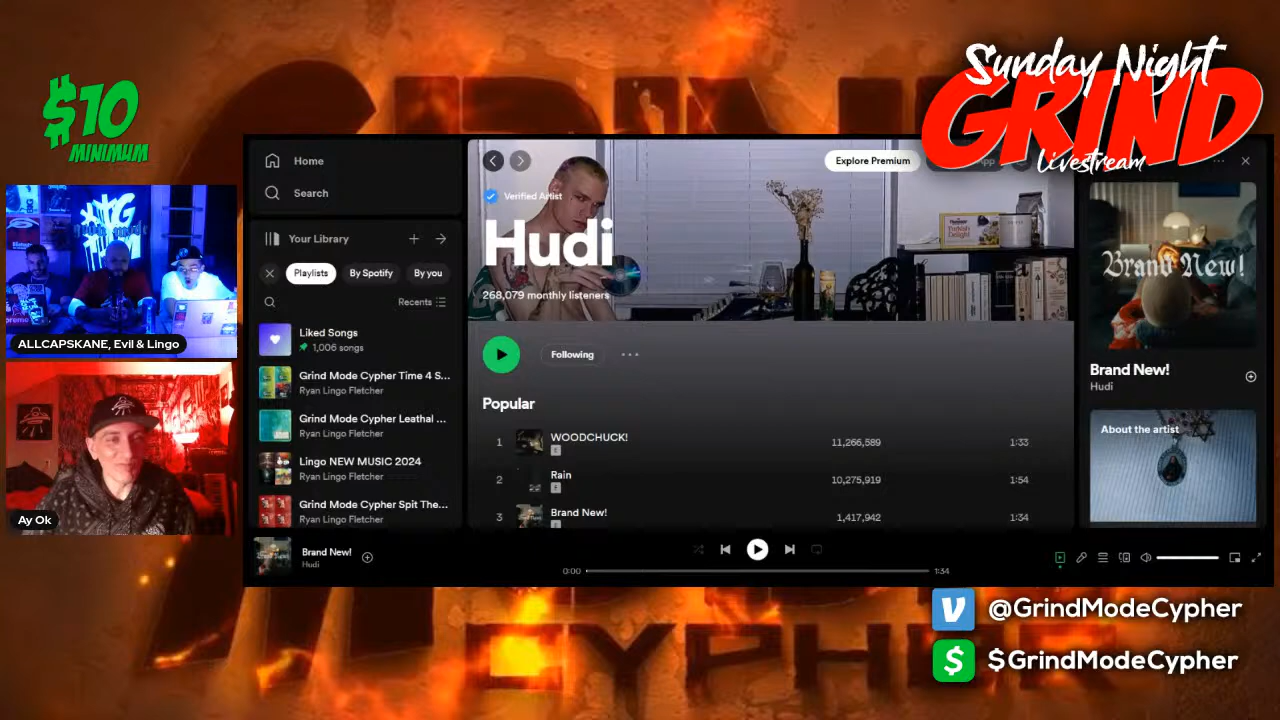 $10
MINIMUM
Sunday Night
GRIND
Livestream
Home
Search
Your Library
Playlists
By Spotify
By you
Recents
Liked Songs
1,006 songs
Grind Mode Cypher Time 4 S...
Ryan Lingo Fletcher
Grind Mode Cypher Leathal ...
Ryan Lingo Fletcher
Lingo NEW MUSIC 2024
Ryan Lingo Fletcher
Grind Mode Cypher Spit The...
Ryan Lingo Fletcher
Explore Premium
Verified Artist
Hudi
268,079 monthly listeners
Turkish
Delight
Following
Popular
1 WOODCHUCK! 11,266,589 1:33
E
2 Rain 10,275,919 1:54
E
3 Brand New! 1,417,942 1:34
Brand New!
Brand New!
Hudi
About the artist
ALLCAPSKANE, Evil & Lingo
Ay Ok
Brand New!
Hudi
0:00
1:34
@GrindModeCypher
$GrindModeCypher
CYPHER